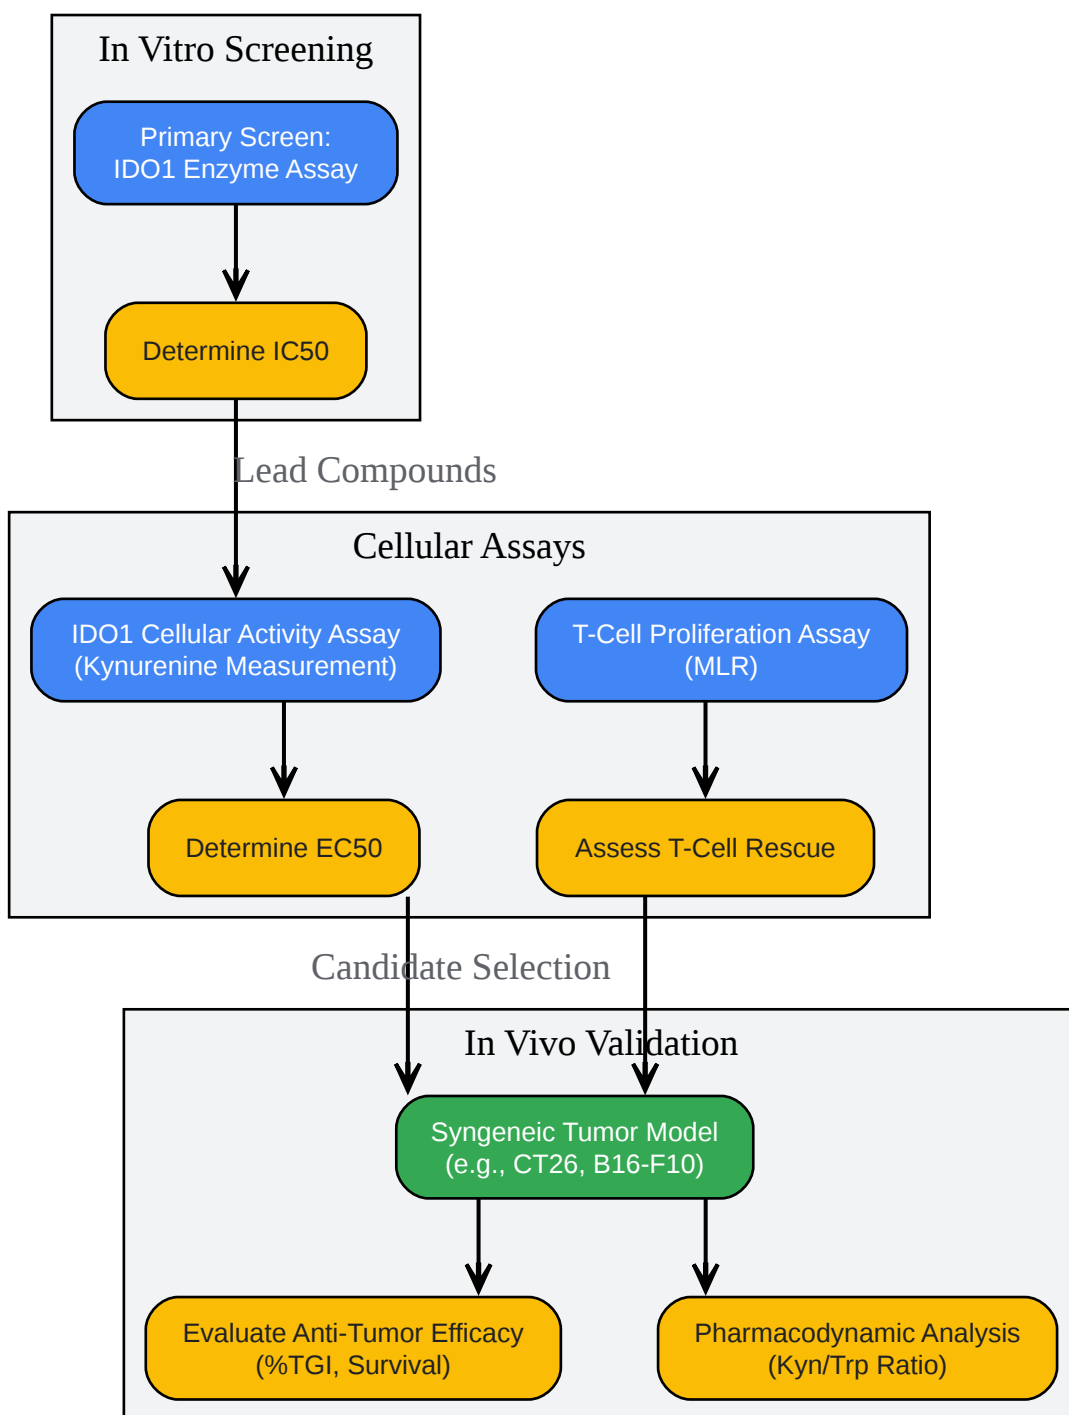 In Vitro Screening
Primary Screen:
IDO1 Enzyme Assay
Determine IC50
Lead Compounds
Cellular Assays
IDO1 Cellular Activity Assay
(Kynurenine Measurement)
T-Cell Proliferation Assay
(MLR)
Determine EC50
Assess T-Cell Rescue
Candidate Selection
In Vivo Validation
Syngeneic Tumor Model
(e.g., CT26, B16-F10)
Evaluate Anti-Tumor Efficacy
(%TGI, Survival)
Pharmacodynamic Analysis
(Kyn/Trp Ratio)